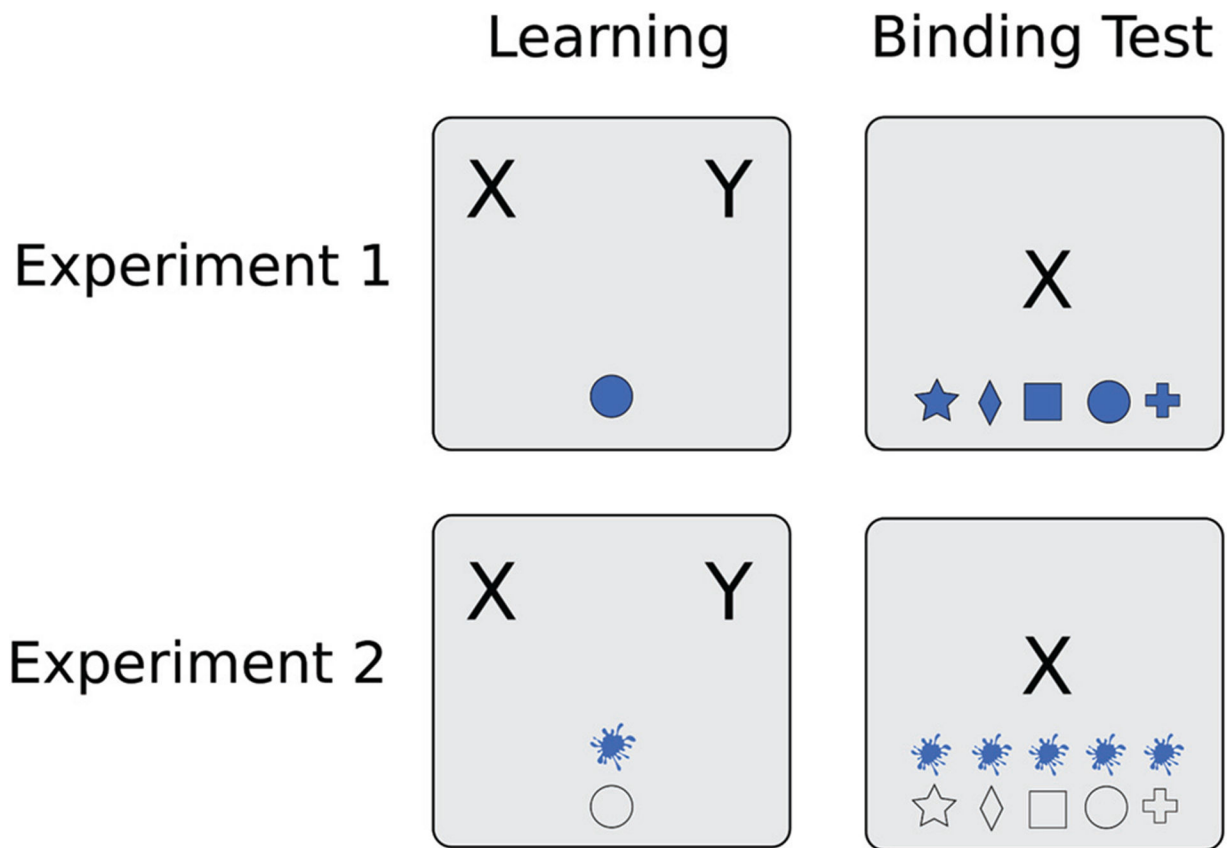 Learning
Binding Test
Experiment 1
X Y
X
Experiment 2
X Y
X